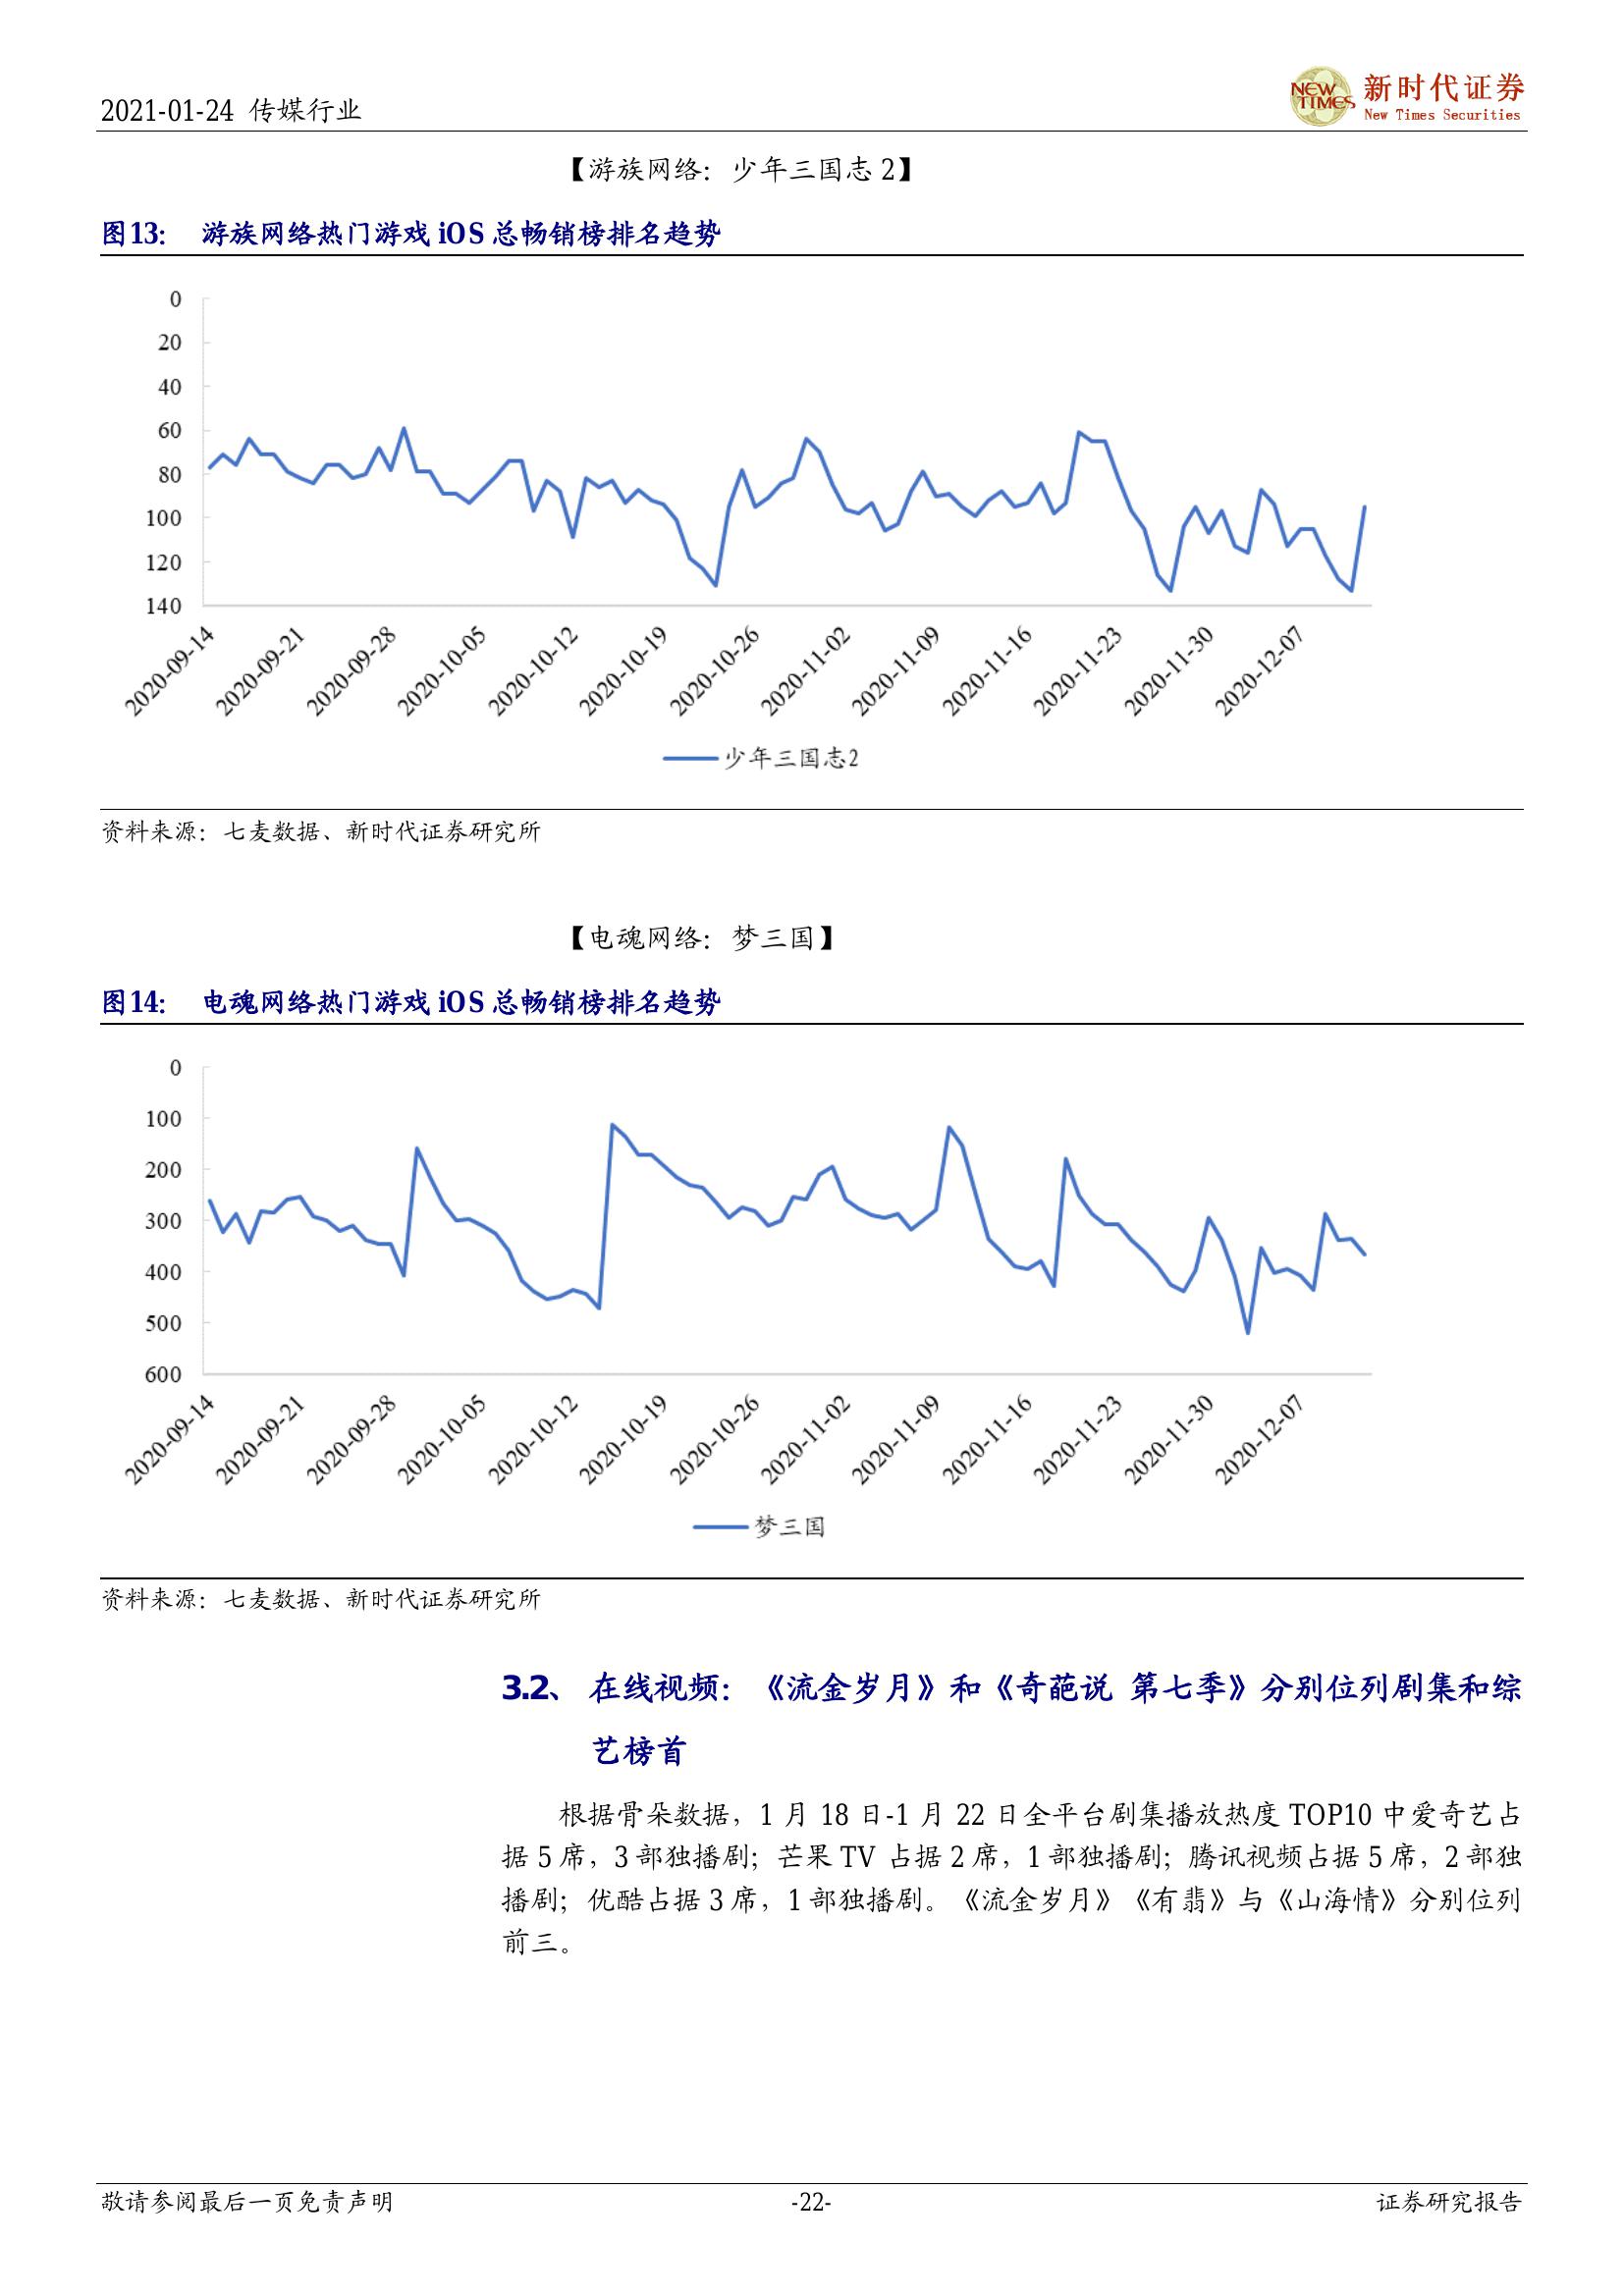 2021-01-24 传媒行业
NEW TIMES 新时代证券
New Times Securities
【游族网络：少年三国志 2】
图13： 游族网络热门游戏 iOS 总畅销榜排名趋势
0
20
40
60
80
100
120
140
2020-09-14 2020-09-21 2020-09-28 2020-10-05 2020-10-12 2020-10-19 2020-10-26 2020-11-02 2020-11-09 2020-11-16 2020-11-23 2020-11-30 2020-12-07
少年三国志2
资料来源：七麦数据、新时代证券研究所
【电魂网络：梦三国】
图14： 电魂网络热门游戏 iOS 总畅销榜排名趋势
0
100
200
300
400
500
600
2020-09-14 2020-09-21 2020-09-28 2020-10-05 2020-10-12 2020-10-19 2020-10-26 2020-11-02 2020-11-09 2020-11-16 2020-11-23 2020-11-30 2020-12-07
梦三国
资料来源：七麦数据、新时代证券研究所
3.2、 在线视频：《流金岁月》和《奇葩说 第七季》分别位列剧集和综
艺榜首
根据骨朵数据，1 月 18 日-1 月 22 日全平台剧集播放热度 TOP10 中爱奇艺占
据 5 席，3 部独播剧；芒果 TV 占据 2 席，1 部独播剧；腾讯视频占据 5 席，2 部独
播剧；优酷占据 3 席，1 部独播剧。《流金岁月》《有翡》与《山海情》分别位列
前三。
敬请参阅最后一页免责声明 -22- 证券研究报告